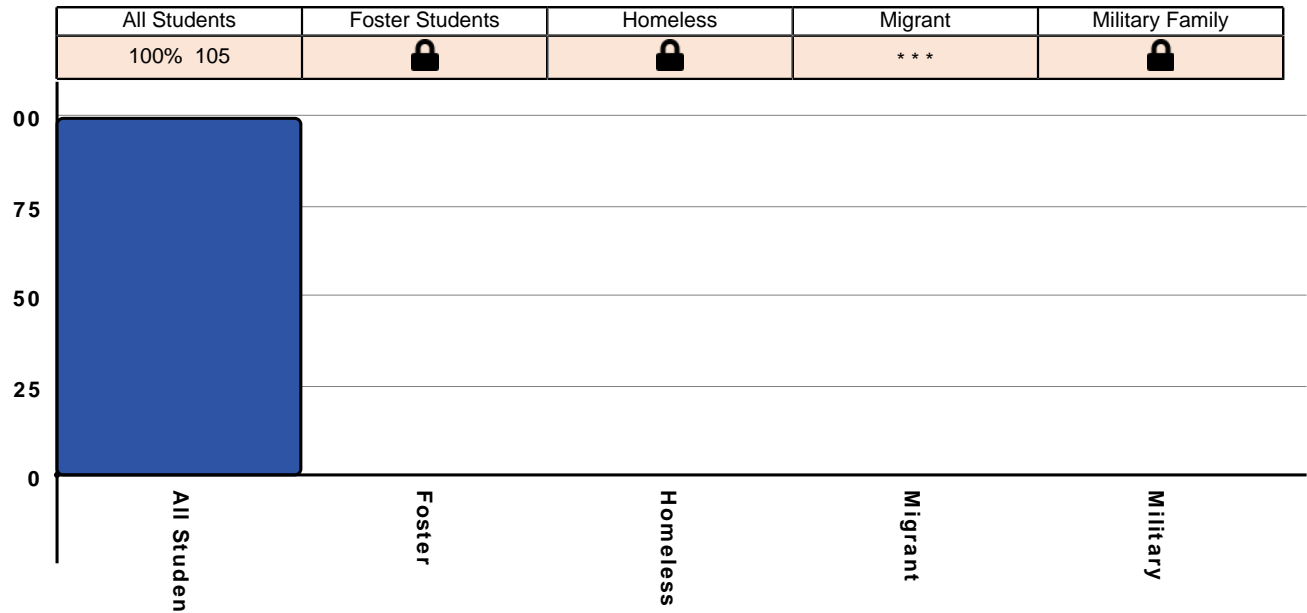 All Students Foster Students Homeless Migrant Military Family
100% 105 * * *
00
75
50
25
0
All Studen
Foster
Homeless
Migrant
Military